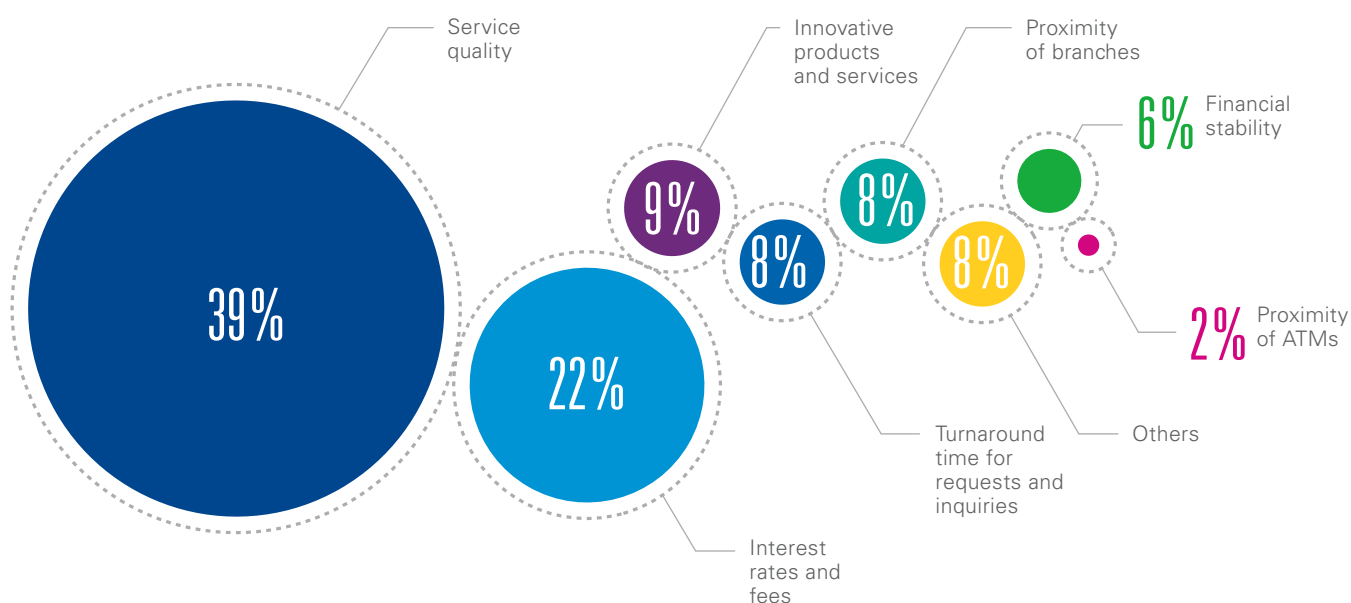 Service
quality
39%
22%
Interest
rates and
fees
Innovative
products
and services
9%
8%
Turnaround
time for
requests and
inquiries
Proximity
of branches
8%
8%
Others
6%
Financial
stability
2%
Proximity
of ATMs